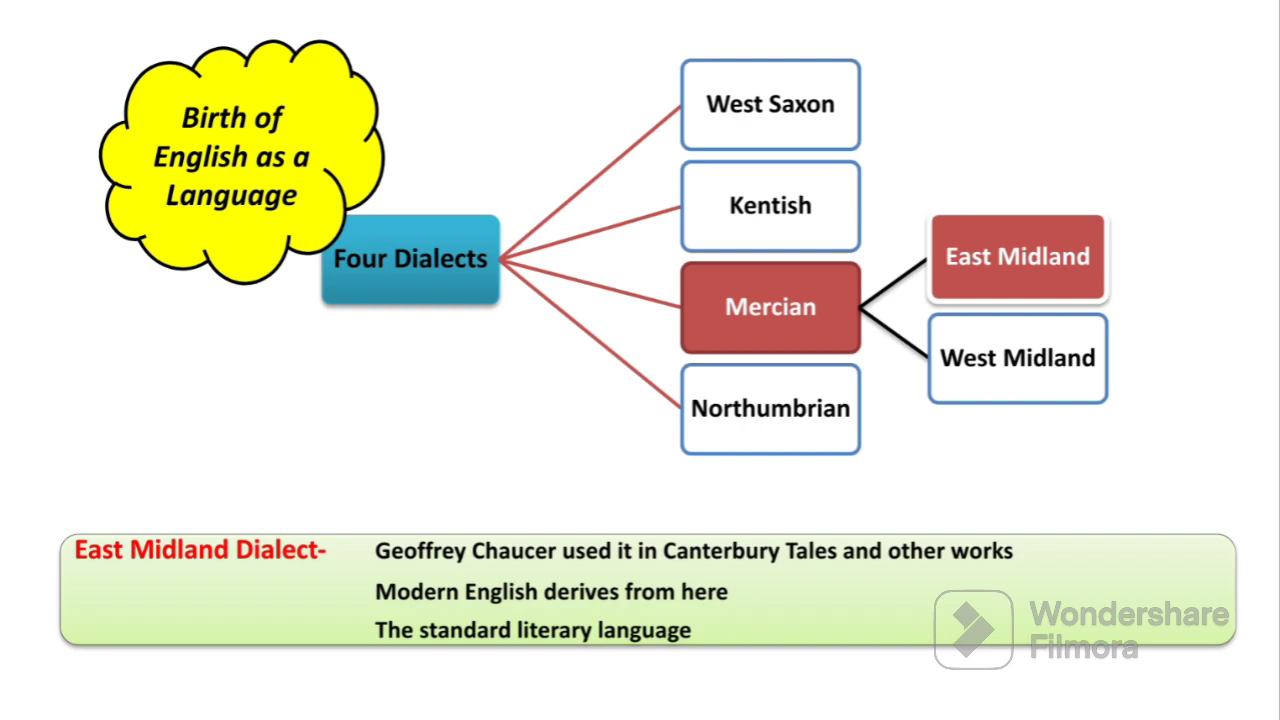 Birth of
English as a
Language
Four Dialects
West Saxon
Kentish
Mercian
Northumbrian
East Midland
West Midland
East Midland Dialect- Geoffrey Chaucer used it in Canterbury Tales and other works
Modern English derives from here
The standard literary language
Wondershare
Filmora